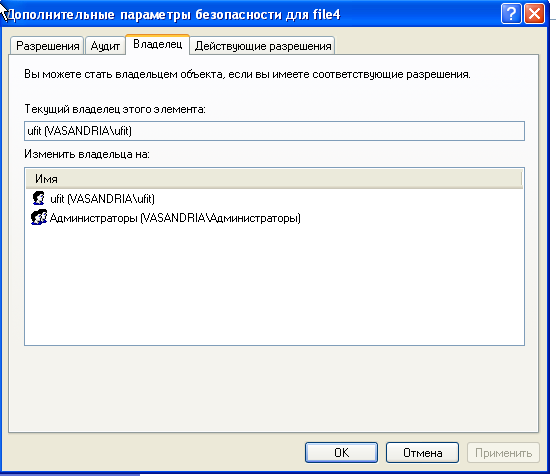 Дополнительные параметры безопасности для file4
Разрешения Аудит Владелец Действующие разрешения
Вы можете стать владельцем объекта, если вы имеете соответствующие разрешения.
Текущий владелец этого элемента:
ufit (VASANDRIA\ufit)
Изменить владельца на:
Имя
ufit (VASANDRIA\ufit)
Администраторы (VASANDRIA\Администраторы)
OK Отмена Применить